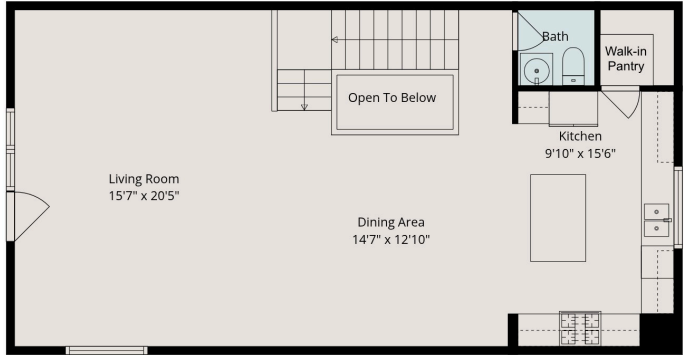 Bath
Walk-in
Pantry
Open To Below
Kitchen
9'10" x 15'6"
Living Room
15'7" x 20'5"
Dining Area
14'7" x 12'10"